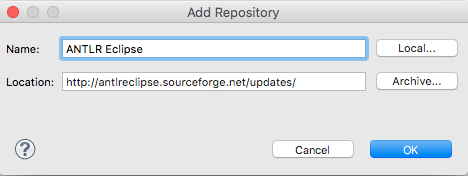 Add Repository
Name: ANTLR Eclipse Local...
Location: http://antlreclipse.sourceforge.net/updates/ Archive...
? Cancel OK